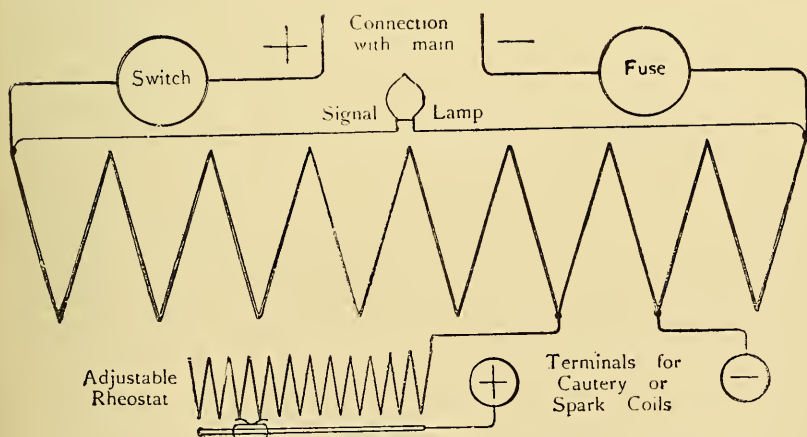 Connection
with main
+
−
Switch
Fuse
Signal Lamp
Adjustable
Rheostat
+
Terminals for
Cautery or
Spark Coils
−